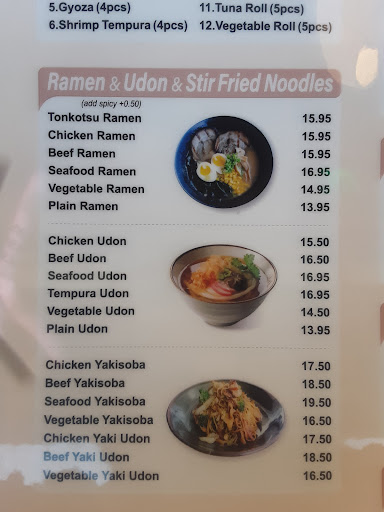 5.Gyoza (4pcs) 11.Tuna Roll (5pcs)
6.Shrimp Tempura (4pcs) 12.Vegetable Roll (5pcs)
Ramen & Udon & Stir Fried Noodles
(add spicy +0.50)
Tonkotsu Ramen 15.95
Chicken Ramen 15.95
Beef Ramen 15.95
Seafood Ramen 16.95
Vegetable Ramen 14.95
Plain Ramen 13.95
Chicken Udon 15.50
Beef Udon 16.50
Seafood Udon 16.95
Tempura Udon 16.95
Vegetable Udon 14.50
Plain Udon 13.95
Chicken Yakisoba 17.50
Beef Yakisoba 18.50
Seafood Yakisoba 19.50
Vegetable Yakisoba 16.50
Chicken Yaki Udon 17.50
Beef Yaki Udon 18.50
Vegetable Yaki Udon 16.50